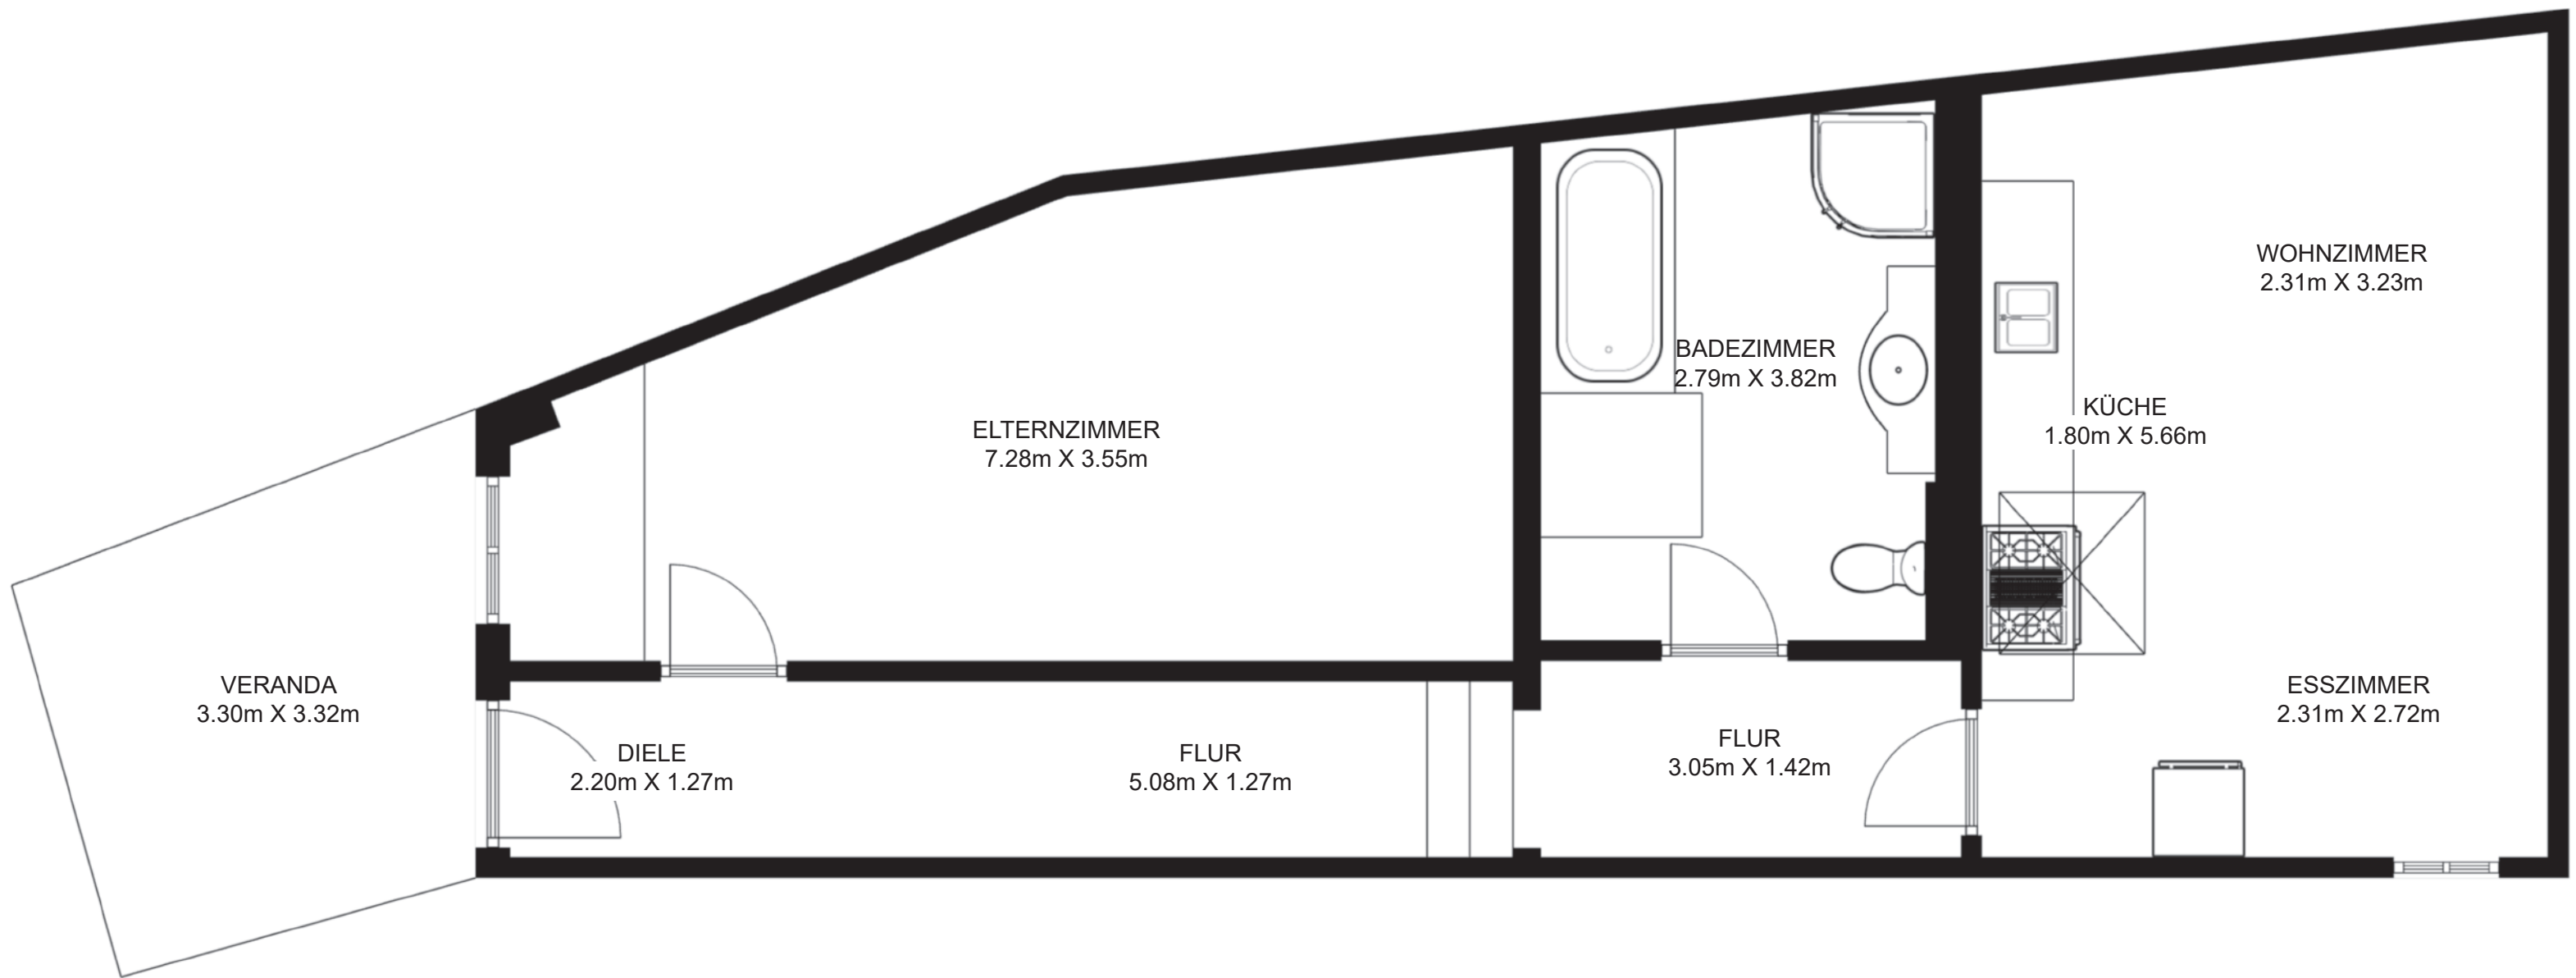 WOHNZIMMER
2.31m X 3.23m
BADEZIMMER
2.79m X 3.82m
KÜCHE
1.80m X 5.66m
ELTERNZIMMER
7.28m X 3.55m
VERANDA
3.30m X 3.32m
ESSZIMMER
2.31m X 2.72m
DIELE
2.20m X 1.27m
FLUR
5.08m X 1.27m
FLUR
3.05m X 1.42m